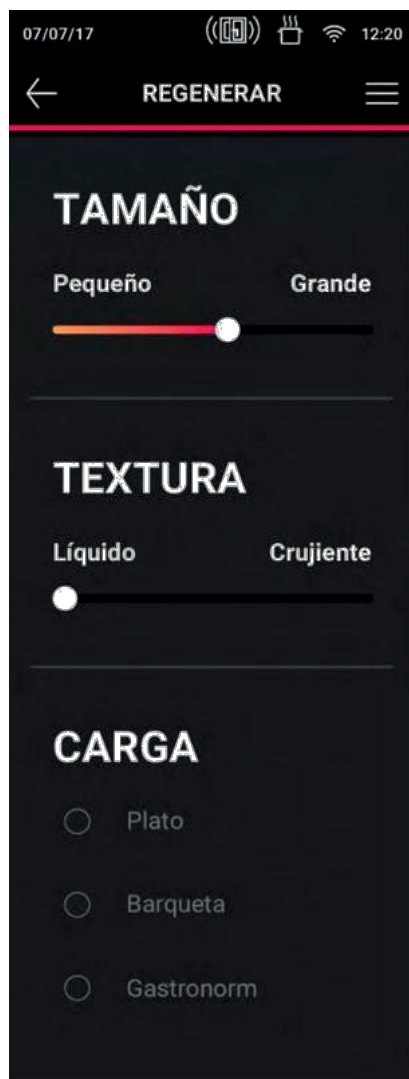 07/07/17 12:20
REGENERAR
TAMAÑO
Pequeño Grande
TEXTURA
Líquido Crujiente
CARGA
Plato
Barqueta
Gastronorm